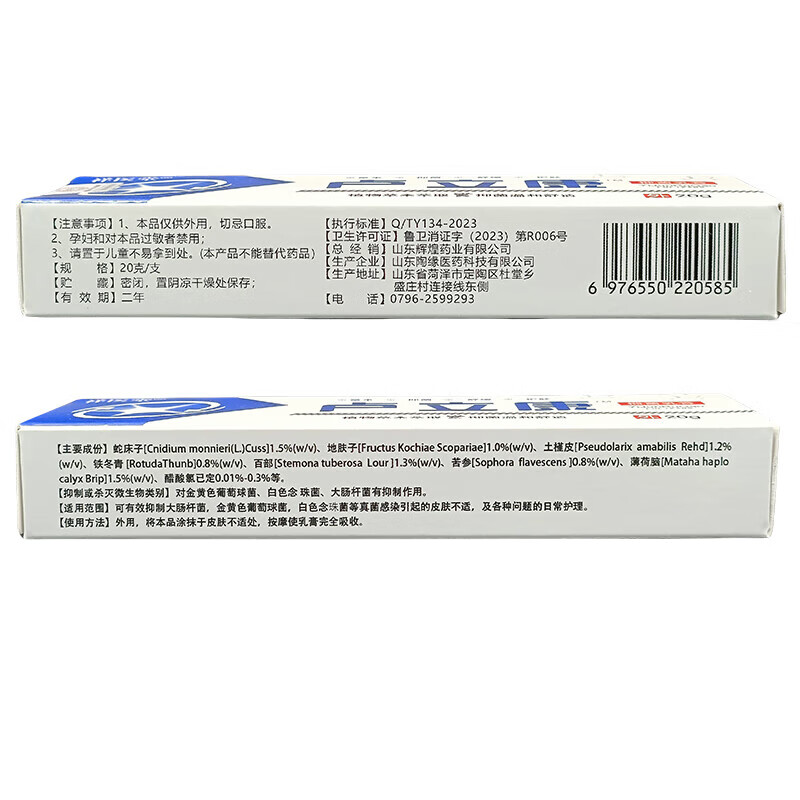 【注意事项】1、本品仅供外用，切忌口服。
2、孕妇和对本品过敏者禁用；
3、请置于儿童不易拿到处。(本产品不能替代药品)
【规 格】20克/支
【贮 藏】密闭，置阴凉干燥处保存；
【有 效 期】二年
【执行标准】Q/TY134-2023
【卫生许可证】鲁卫消证字（2023）第R006号
【总 经 销】山东辉煌药业有限公司
【生产企业】山东陶缘医药科技有限公司
【生产地址】山东省菏泽市定陶区杜堂乡
盛庄村连接线东侧
【电 话】0796-2599293
6 976550 220585
20g
【主要成份】蛇床子[Cnidium monnieri(L.)Cuss]1.5%(w/v)、地肤子[Fructus Kochiae Scopariae]1.0%(w/v)、土槿皮[Pseudolarix amabilis Rehd]1.2%
(w/v)、铁冬青[RotudaThunb]0.8%(w/v)、百部[Stemona tuberosa Lour]1.3%(w/v)、苦参[Sophora flavescens]0.8%(w/v)、薄荷脑[Mataha haplo
calyx Brip]1.5%(w/v)、醋酸氯已定0.01%-0.3%等。
【抑制或杀灭微生物类别】对金黄色葡萄球菌、白色念 珠菌、大肠杆菌有抑制作用。
【适用范围】可有效抑制大肠杆菌，金黄色葡萄球菌，白色念珠菌等真菌感染引起的皮肤不适，及各种问题的日常护理。
【使用方法】外用，将本品涂抹于皮肤不适处，按摩使乳膏完全吸收。
20g